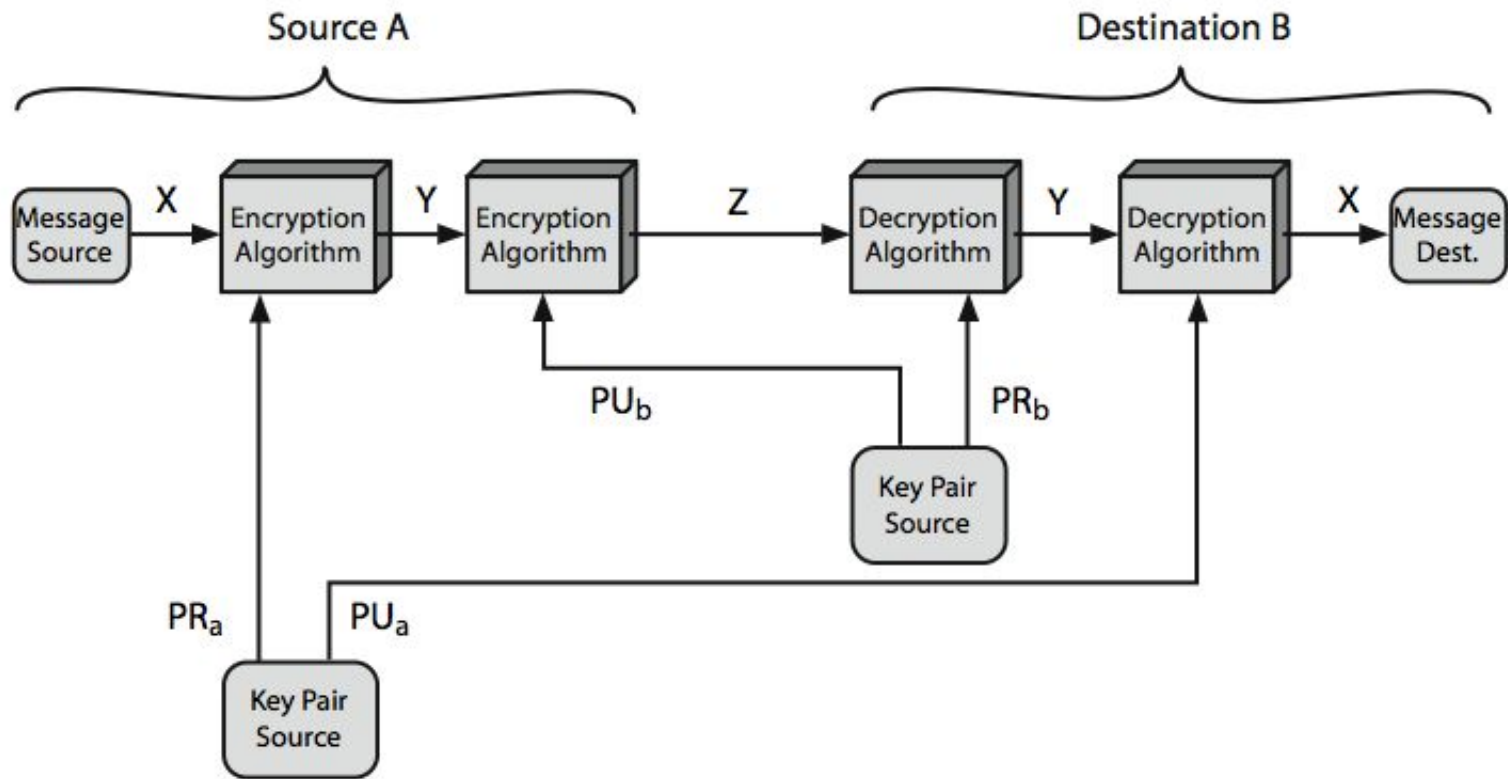 Source A
Destination B
Message
Source
X
Encryption
Algorithm
Y
Encryption
Algorithm
Z
Decryption
Algorithm
Y
Decryption
Algorithm
X
Message
Dest.
PUb
PRb
Key Pair
Source
PRa
PUa
Key Pair
Source